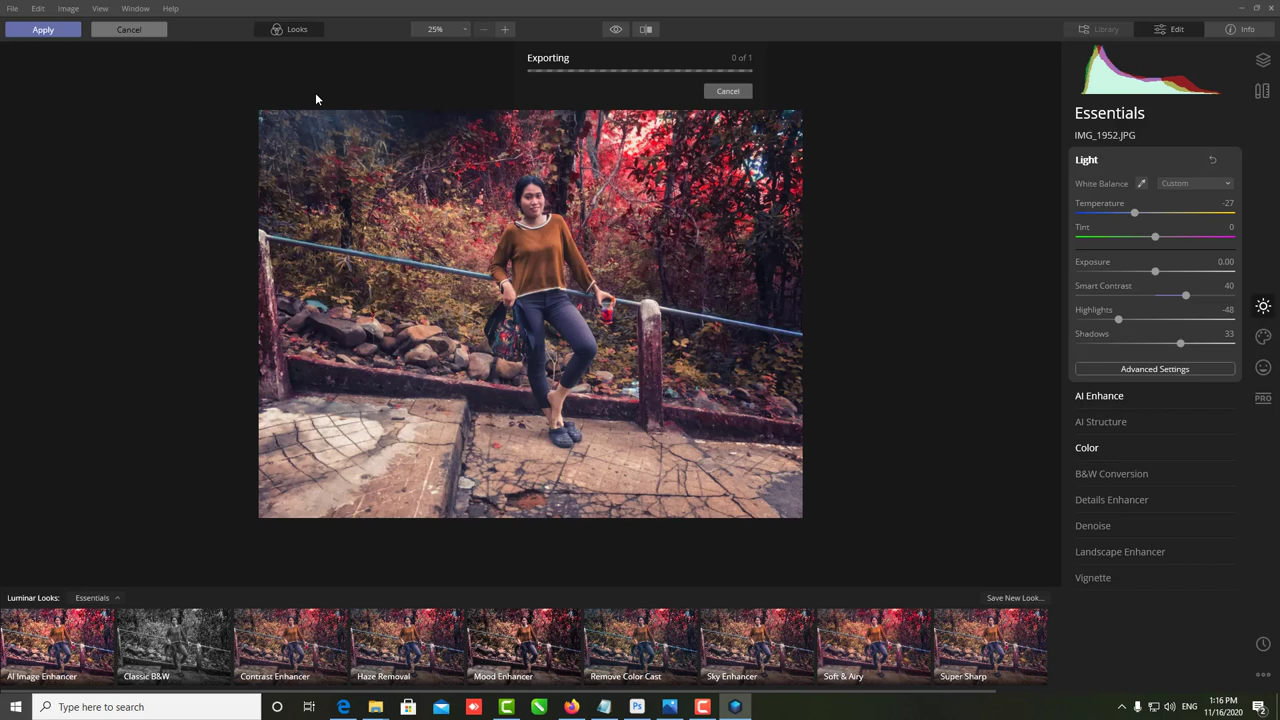 File Edit Image View Window Help
Apply Cancel Looks 25% Library Edit Info
Exporting 0 of 1
Cancel
Essentials
IMG_1952.JPG
Light
White Balance Custom
Temperature -27
Tint 0
Exposure 0.00
Smart Contrast 40
Highlights -48
Shadows 33
Advanced Settings
AI Enhance
PRO
AI Structure
Color
B&W Conversion
Details Enhancer
Denoise
Landscape Enhancer
Vignette
Luminar Looks: Essentials Save New Look...
AI Image Enhancer Classic B&W Contrast Enhancer Haze Removal Mood Enhancer Remove Color Cast Sky Enhancer Soft & Airy Super Sharp
Type here to search Ps ENG 1:16 PM
11/16/2020 2